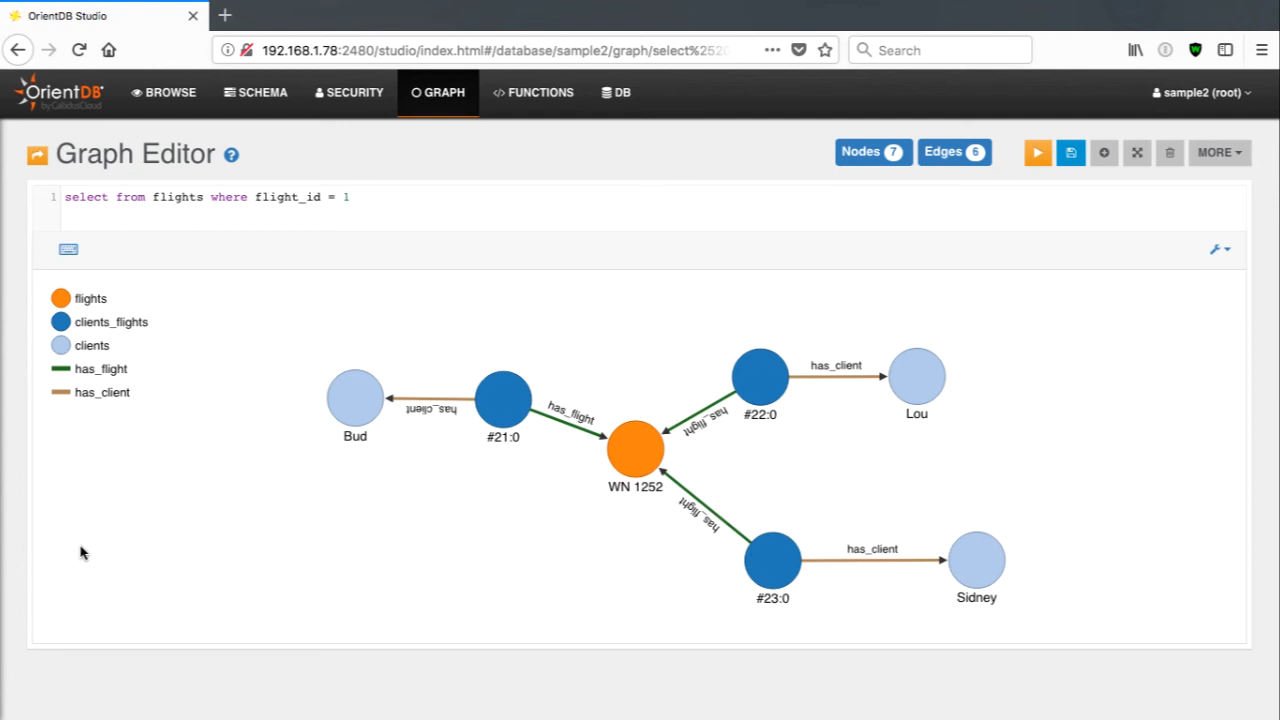 OrientDB Studio
192.168.1.78:2480/studio/index.html#/database/sample2/graph/select%252
Search
OrientDB
by CallidusCloud
BROWSE
SCHEMA
SECURITY
GRAPH
</> FUNCTIONS
DB
sample2 (root)
Graph Editor ?
Nodes 7
Edges 6
MORE
1 select from flights where flight_id = 1
flights
clients_flights
clients
has_flight
has_client
has_client
Lou
has_flight
#22:0
has_client
Bud
has_flight
#21:0
WN 1252
has_flight
has_client
#23:0
Sidney